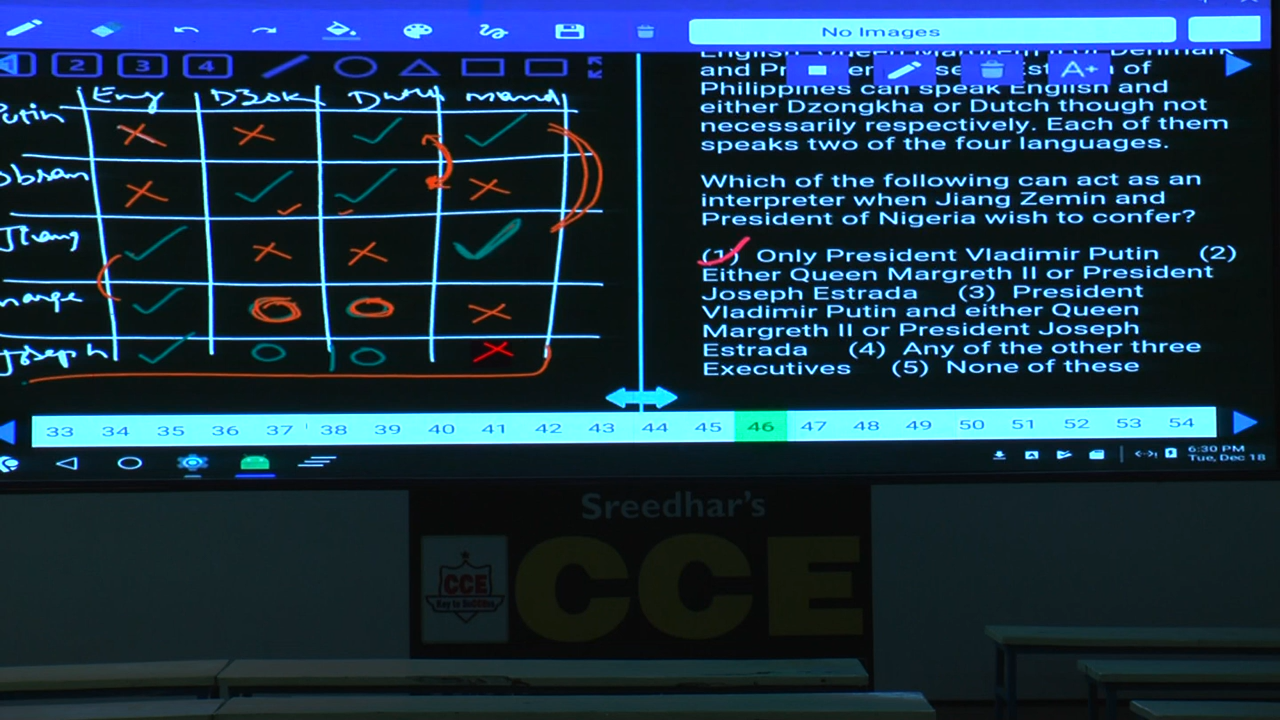 No Images
1 2 3 4
A+
Eng Dzok Dutch mand
Putin
Obsan
Jiang
marge
Joseph
and
Philippines can speak English and
either Dzongkha or Dutch though not
necessarily respectively. Each of them
speaks two of the four languages.
Which of the following can act as an
interpreter when Jiang Zemin and
President of Nigeria wish to confer?
(1) Only President Vladimir Putin (2)
Either Queen Margreth II or President
Joseph Estrada (3) President
Vladimir Putin and either Queen
Margreth II or President Joseph
Estrada (4) Any of the other three
Executives (5) None of these
33 34 35 36 37 38 39 40 41 42 43 44 45 46 47 48 49 50 51 52 53 54
6:30 PM
Tue, Dec 18
Sreedhar's
CCE
CCE